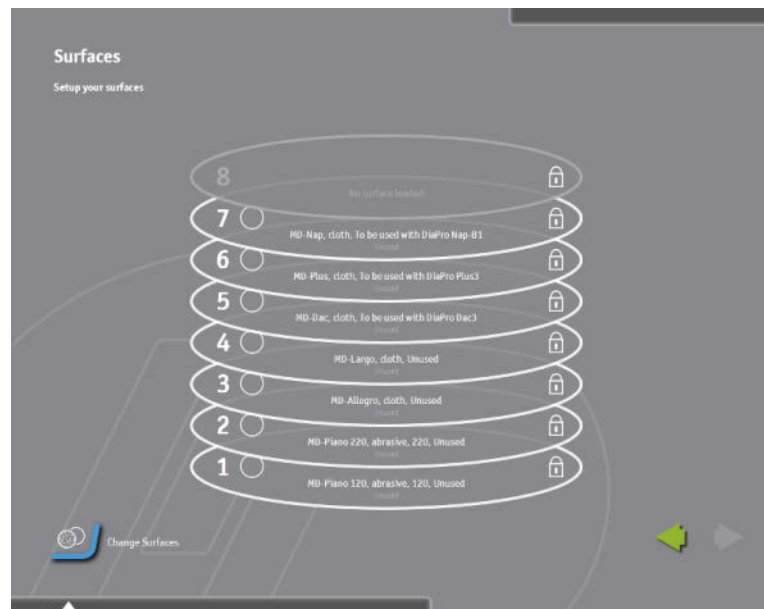 Surfaces
Setup your surfaces
8
No surface loaded
7
MD-Nap, cloth, To be used with DiaPro Nap-B1
Unused
6
MD-Plus, cloth, To be used with DiaPro Plus3
Unused
5
MD-Dac, cloth, To be used with DiaPro Dac3
Unused
4
MD-Largo, cloth, Unused
Unused
3
MD-Allegro, cloth, Unused
Unused
2
MD-Piano 220, abrasive, 220, Unused
Unused
1
MD-Piano 120, abrasive, 120, Unused
Unused
Change Surfaces